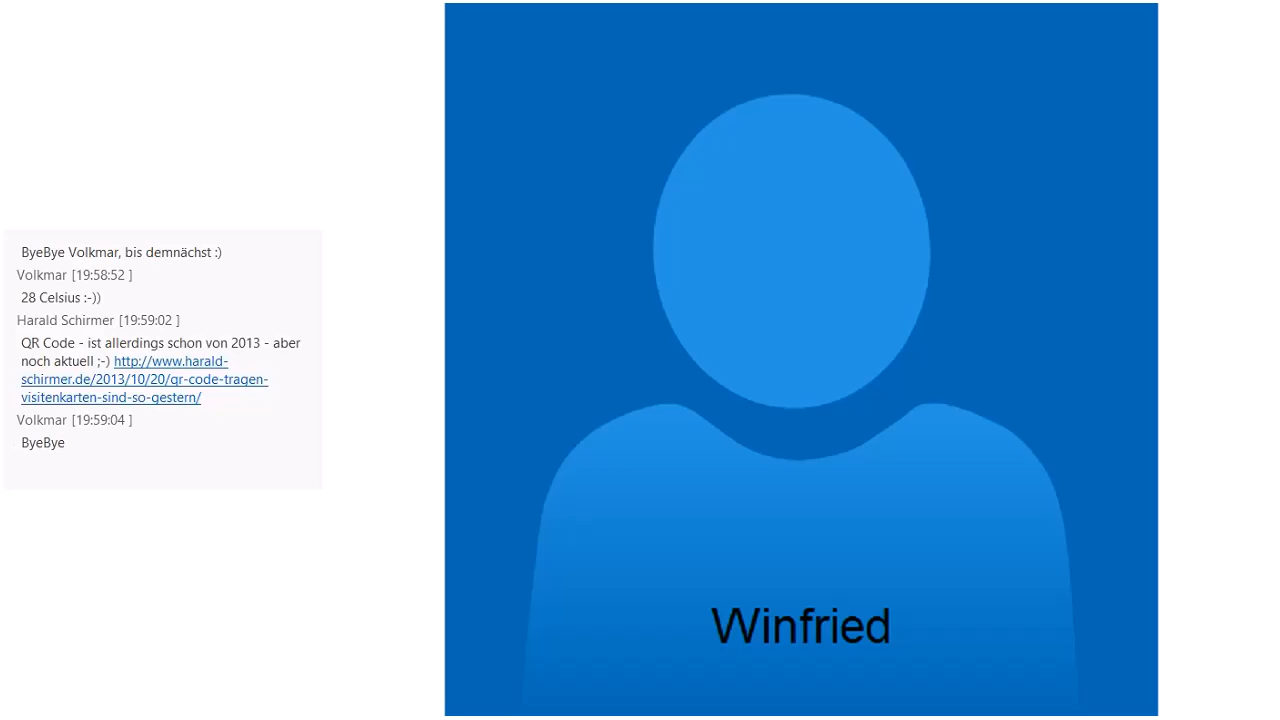 ByeBye Volkmar, bis demnächst :)
Volkmar [19:58:52 ]
28 Celsius :-))
Harald Schirmer [19:59:02 ]
QR Code - ist allerdings schon von 2013 - aber
noch aktuell ;-) http://www.harald-
schirmer.de/2013/10/20/qr-code-tragen-
visitenkarten-sind-so-gestern/
Volkmar [19:59:04 ]
ByeBye
Winfried